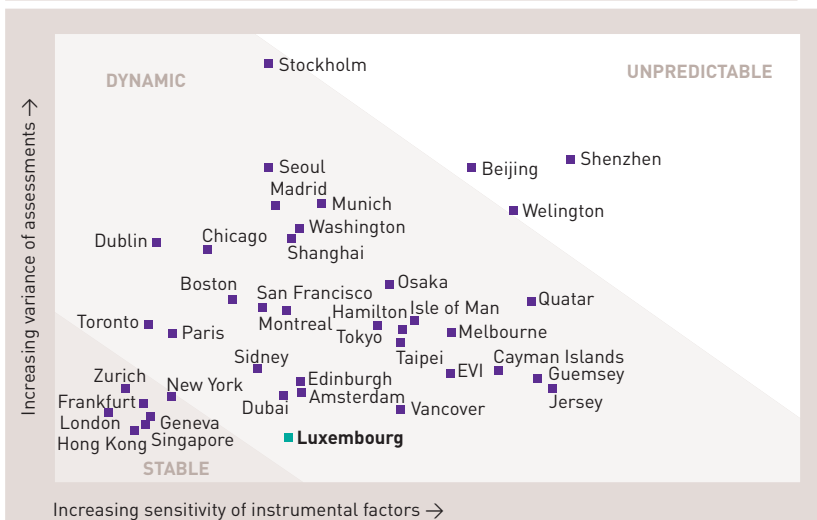 Stockholm
DYNAMIC
UNPREDICTABLE
Seoul
Beijing
Shenzhen
Madrid
Munich
Welington
Washington
Dublin
Chicago
Shanghai
Boston
San Francisco
Osaka
Hamilton
Isle of Man
Quatar
Toronto
Paris
Montreal
Tokyo
Melbourne
Taipei
Sidney
Cayman Islands
EVI
Guemsey
Zurich
New York
Edinburgh
Amsterdam
Jersey
Frankfurt
Dubai
Vancover
London
Geneva
Hong Kong
Singapore
Luxembourg
STABLE
Increasing variance of assessments →
Increasing sensitivity of instrumental factors →